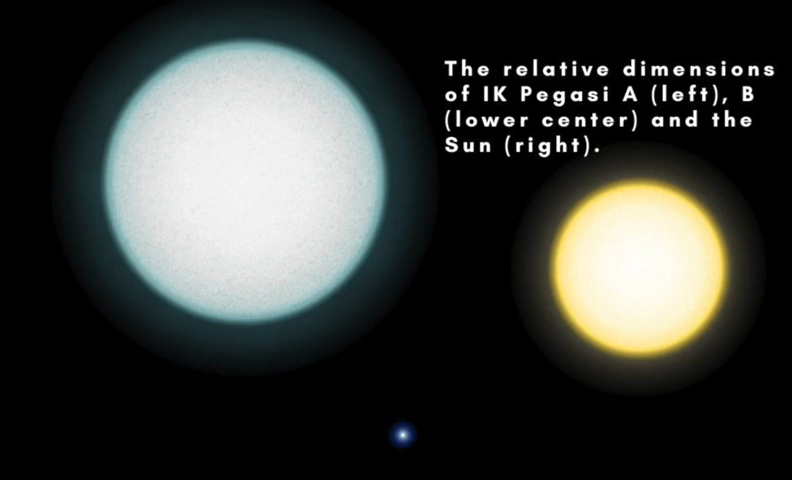 The relative dimensions
of IK Pegasi A (left), B
(lower center) and the
Sun (right).